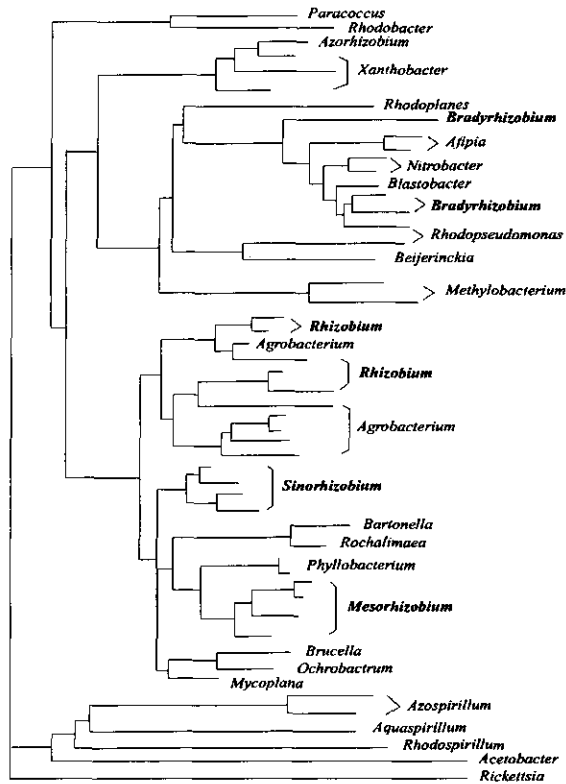 Paracoccus
Rhodobacter
Azorhizobium
Xanthobacter
Rhodoplanes
Bradyrhizobium
Afipia
Nitrobacter
Blastobacter
Bradyrhizobium
Rhodopseudomonas
Beijerinckia
Methylobacterium
Rhizobium
Agrobacterium
Rhizobium
Agrobacterium
Sinorhizobium
Bartonella
Rochalimaea
Phyllobacterium
Mesorhizobium
Brucella
Ochrobactrum
Mycoplana
Azospirillum
Aquaspirillum
Rhodospirillum
Acetobacter
Rickettsia